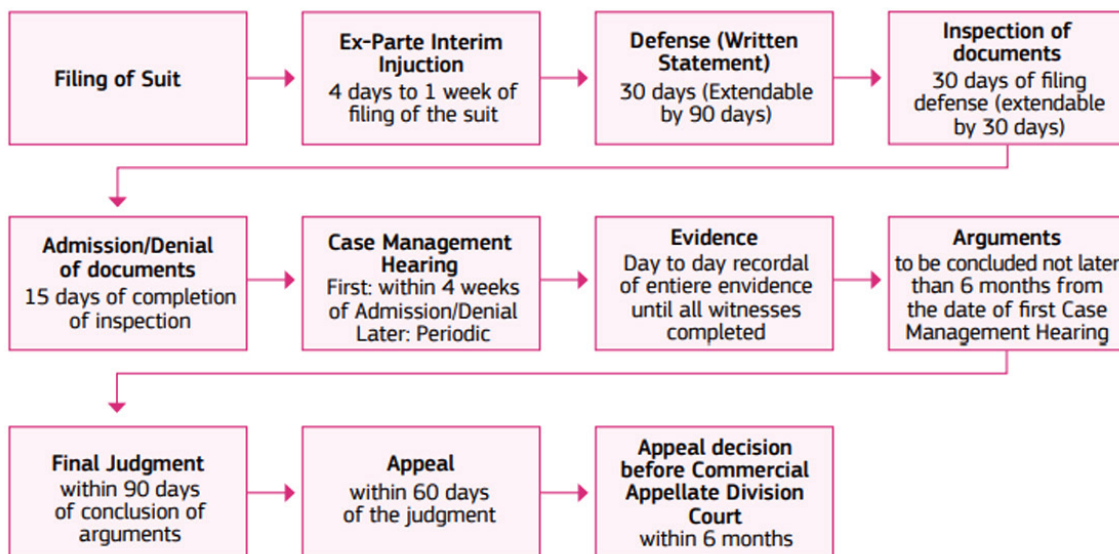 Filing of Suit
Ex-Parte Interim
Injuction
4 days to 1 week of
filing of the suit
Defense (Written
Statement)
30 days (Extendable
by 90 days)
Inspection of
documents
30 days of filing
defense (extendable
by 30 days)
Admission/Denial
of documents
15 days of completion
of inspection
Case Management
Hearing
First: within 4 weeks
of Admission/Denial
Later: Periodic
Evidence
Day to day recordal
of entiere envidence
until all witnesses
completed
Arguments
to be concluded not later
than 6 months from
the date of first Case
Management Hearing
Final Judgment
within 90 days
of conclusion of
arguments
Appeal
within 60 days
of the judgment
Appeal decision
before Commercial
Appellate Division
Court
within 6 months